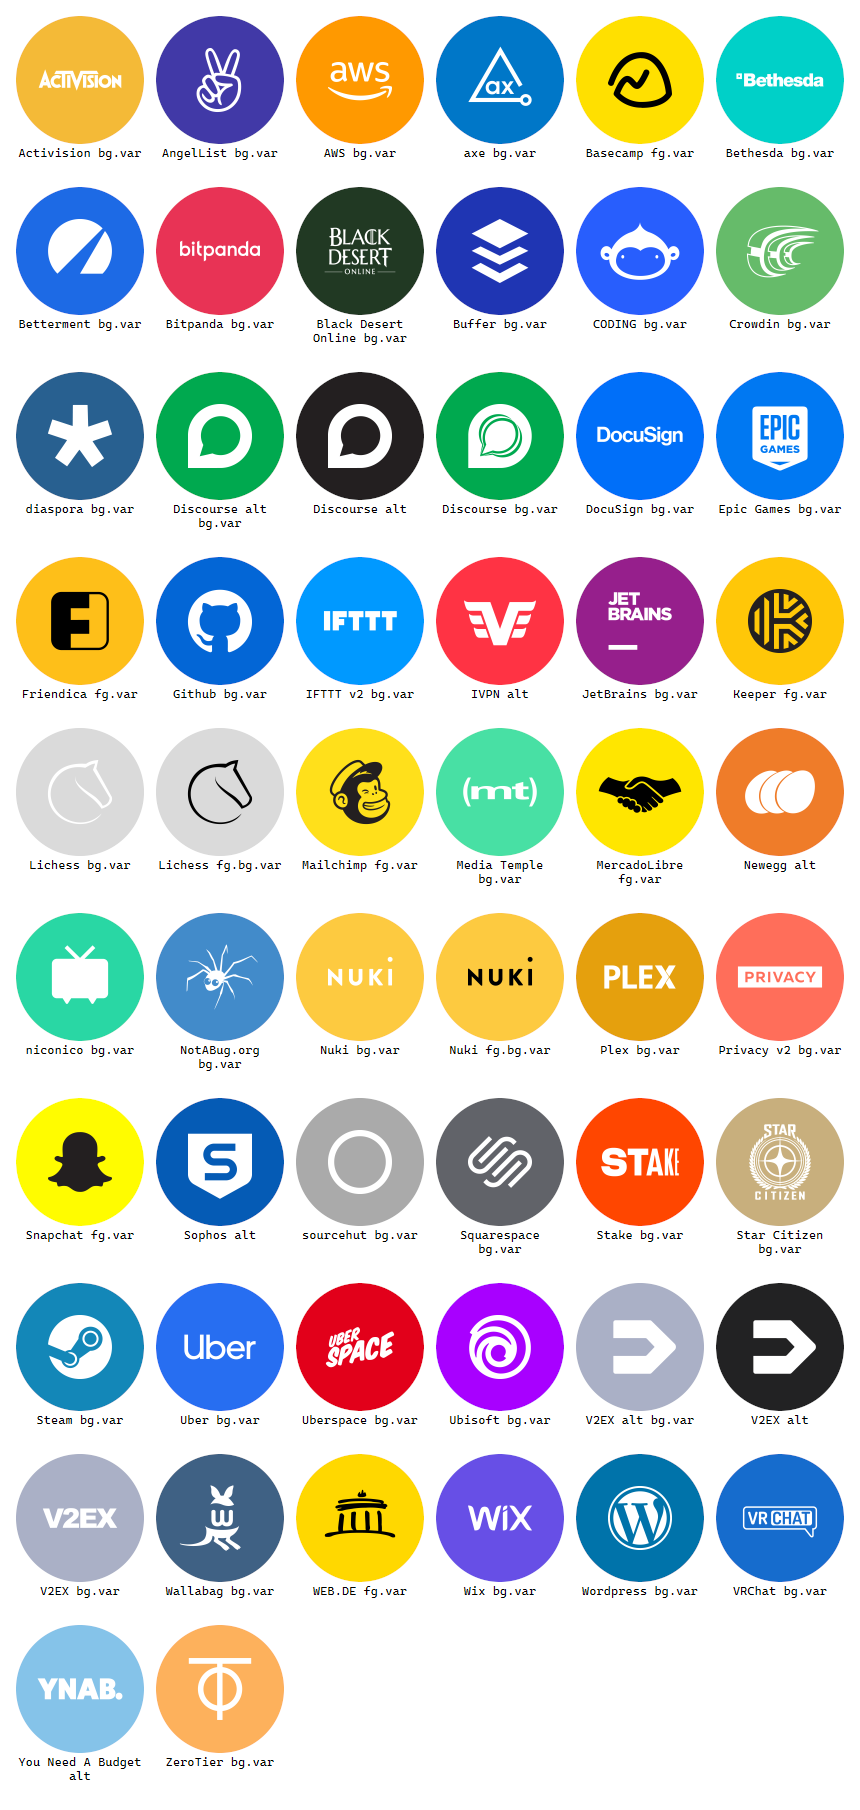 ACTIVISION
aws
ax
Bethesda
Activision bg.var
AngelList bg.var
AWS bg.var
axe bg.var
Basecamp fg.var
Bethesda bg.var
bitpanda
BLACK
DESERT
ONLINE
Betterment bg.var
Bitpanda bg.var
Black Desert
Online bg.var
Buffer bg.var
CODING bg.var
Crowdin bg.var
DocuSign
EPIC
GAMES
diaspora bg.var
Discourse alt
bg.var
Discourse alt
Discourse bg.var
DocuSign bg.var
Epic Games bg.var
F
IFTTT
V
JET
BRAINS
K
Friendica fg.var
Github bg.var
IFTTT v2 bg.var
IVPN alt
JetBrains bg.var
Keeper fg.var
(mt)
Lichess bg.var
Lichess fg.bg.var
Mailchimp fg.var
Media Temple
bg.var
MercadoLibre
fg.var
Newegg alt
NUKI
NUKI
PLEX
PRIVACY
niconico bg.var
NotABug.org
bg.var
Nuki bg.var
Nuki fg.bg.var
Plex bg.var
Privacy v2 bg.var
S
STAKE
STAR
CITIZEN
Snapchat fg.var
Sophos alt
sourcehut bg.var
Squarespace
bg.var
Stake bg.var
Star Citizen
bg.var
Uber
UBER
SPACE
Steam bg.var
Uber bg.var
Uberspace bg.var
Ubisoft bg.var
V2EX alt bg.var
V2EX alt
V2EX
w
WiX
W
VR CHAT
V2EX bg.var
Wallabag bg.var
WEB.DE fg.var
Wix bg.var
Wordpress bg.var
VRChat bg.var
YNAB.
You Need A Budget
alt
ZeroTier bg.var